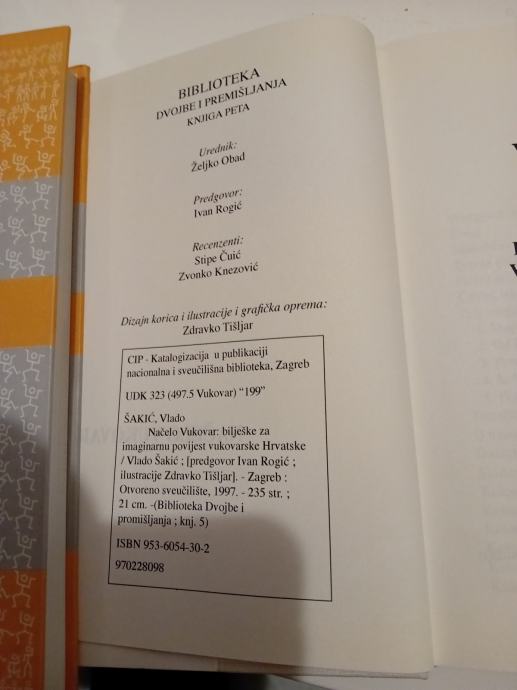 BIBLIOTEKA
DVOJBE I PREMIŠLJANJA
KNJIGA PETA
Urednik:
Željko Obad
Predgovor:
Ivan Rogić
Recenzenti:
Stipe Čuić
Zvonko Knezović
Dizajn korica i ilustracije i grafička oprema:
Zdravko Tišljar
CIP - Katalogizacija u publikaciji
nacionalna i sveučilišna biblioteka, Zagreb
UDK 323 (497.5 Vukovar) "199"
ŠAKIĆ, Vlado
Načelo Vukovar: bilješke za
imaginarnu povijest vukovarske Hrvatske
/ Vlado Šakić ; [predgovor Ivan Rogić ;
ilustracije Zdravko Tišljar]. - Zagreb :
Otvoreno sveučilište, 1997. - 235 str. ;
21 cm. -(Biblioteka Dvojbe i
promišljanja ; knj. 5)
ISBN 953-6054-30-2
970228098